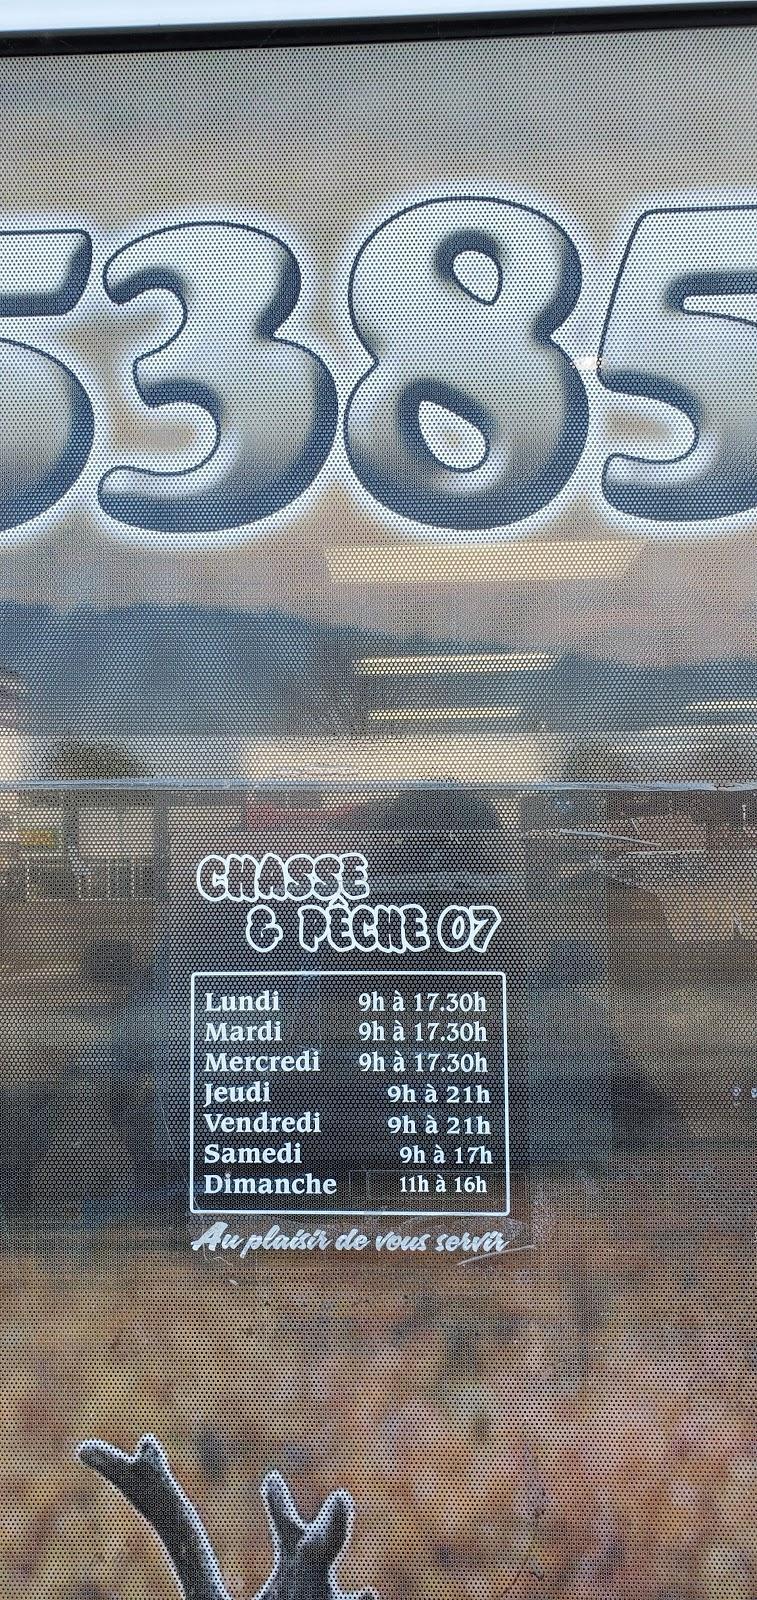 5385
CHASSE
& PÊCHE 07
Lundi 9h à 17.30h
Mardi 9h à 17.30h
Mercredi 9h à 17.30h
Jeudi 9h à 21h
Vendredi 9h à 21h
Samedi 9h à 17h
Dimanche 11h à 16h
Au plaisir de vous servir